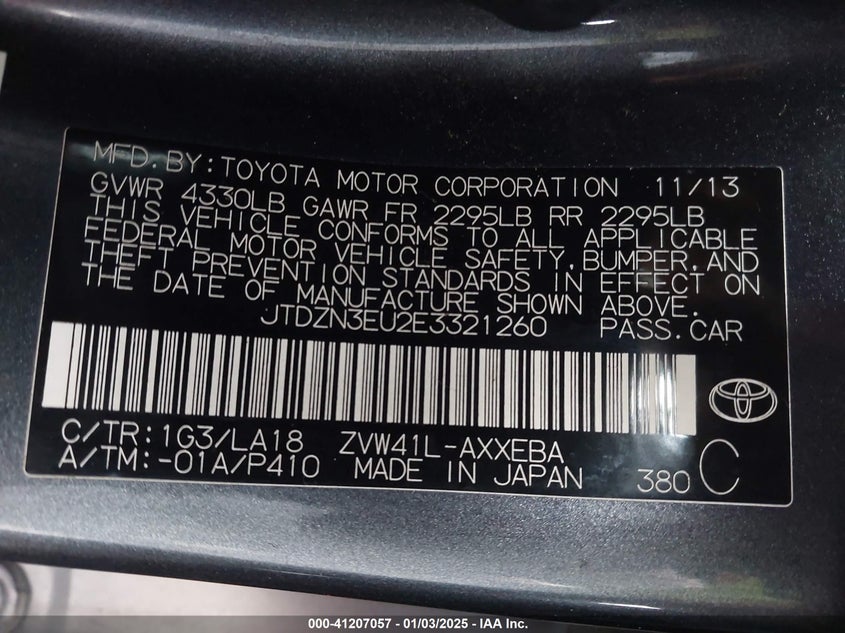 MFD. BY: TOYOTA MOTOR CORPORATION 11/13
GVWR 4330LB GAWR FR 2295LB RR 2295LB
THIS VEHICLE CONFORMS TO ALL APPLICABLE
FEDERAL MOTOR VEHICLE SAFETY, BUMPER, AND
THEFT PREVENTION STANDARDS IN EFFECT ON
THE DATE OF MANUFACTURE SHOWN ABOVE.
JTDZN3EU2E3321260 PASS. CAR
C/TR: 1G3/LA18 ZVW41L-AXXEBA
A/TM: -01A/P410 MADE IN JAPAN 380 C
000-41207057 - 01/03/2025 - IAA Inc.